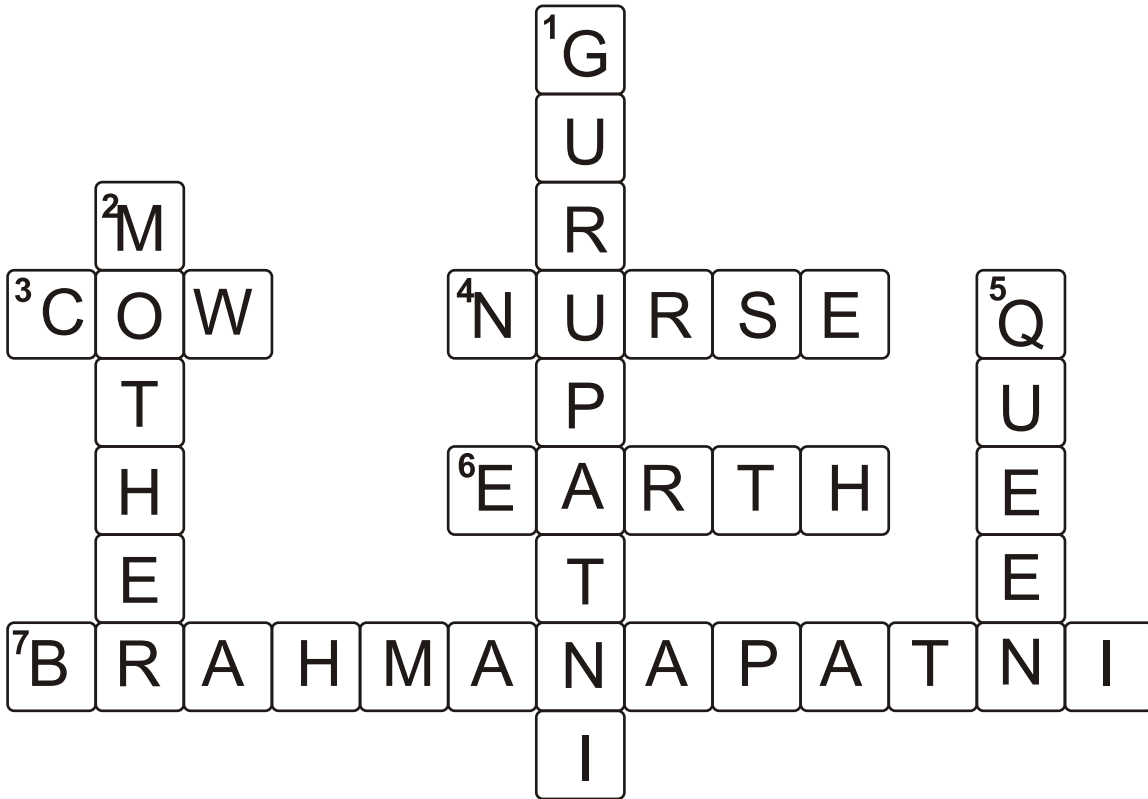 1G
U
2M R
3COW 4NURSE 5Q
T P U
H 6EARTH E
E T E
7BRAHMANAPATNI
I